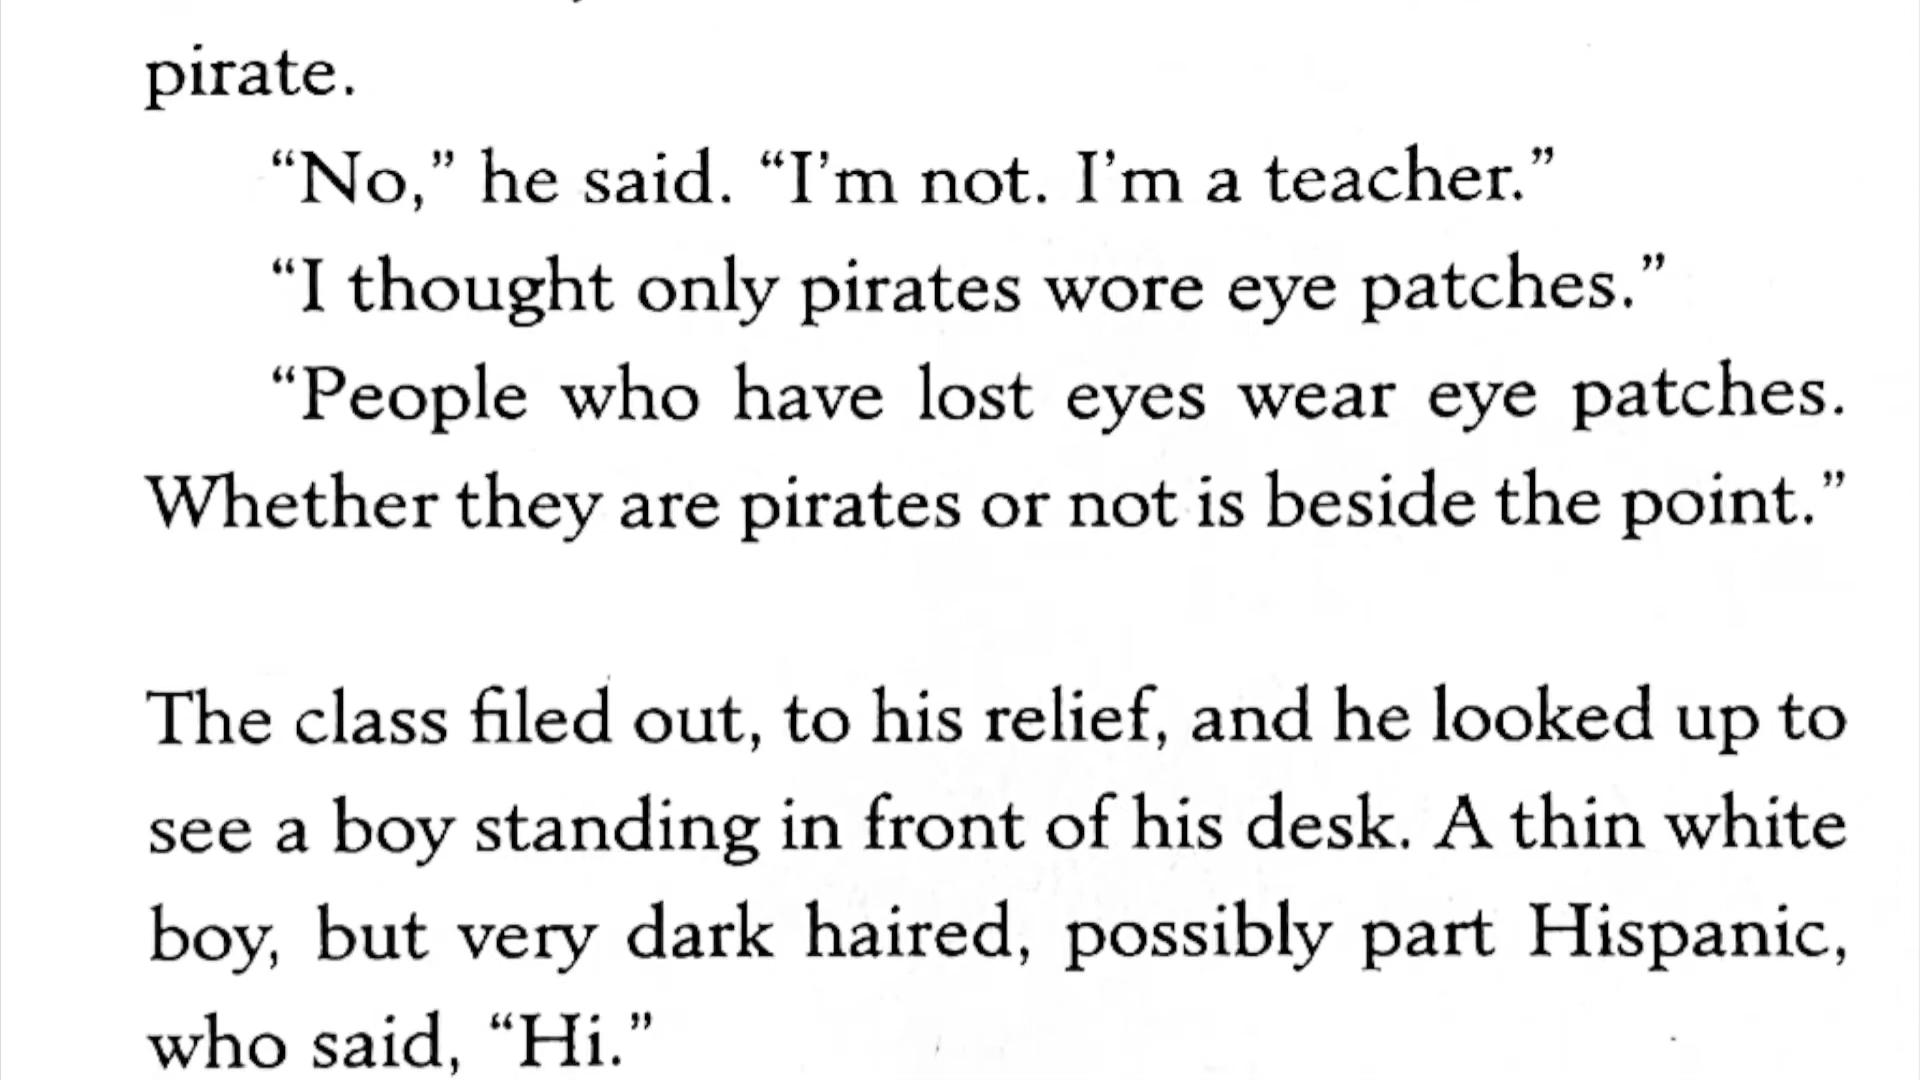 pirate.
“No,” he said. “I’m not. I’m a teacher.”
“I thought only pirates wore eye patches.”
“People who have lost eyes wear eye patches.
Whether they are pirates or not is beside the point.”
The class filed out, to his relief, and he looked up to
see a boy standing in front of his desk. A thin white
boy, but very dark haired, possibly part Hispanic,
who said, “Hi.”